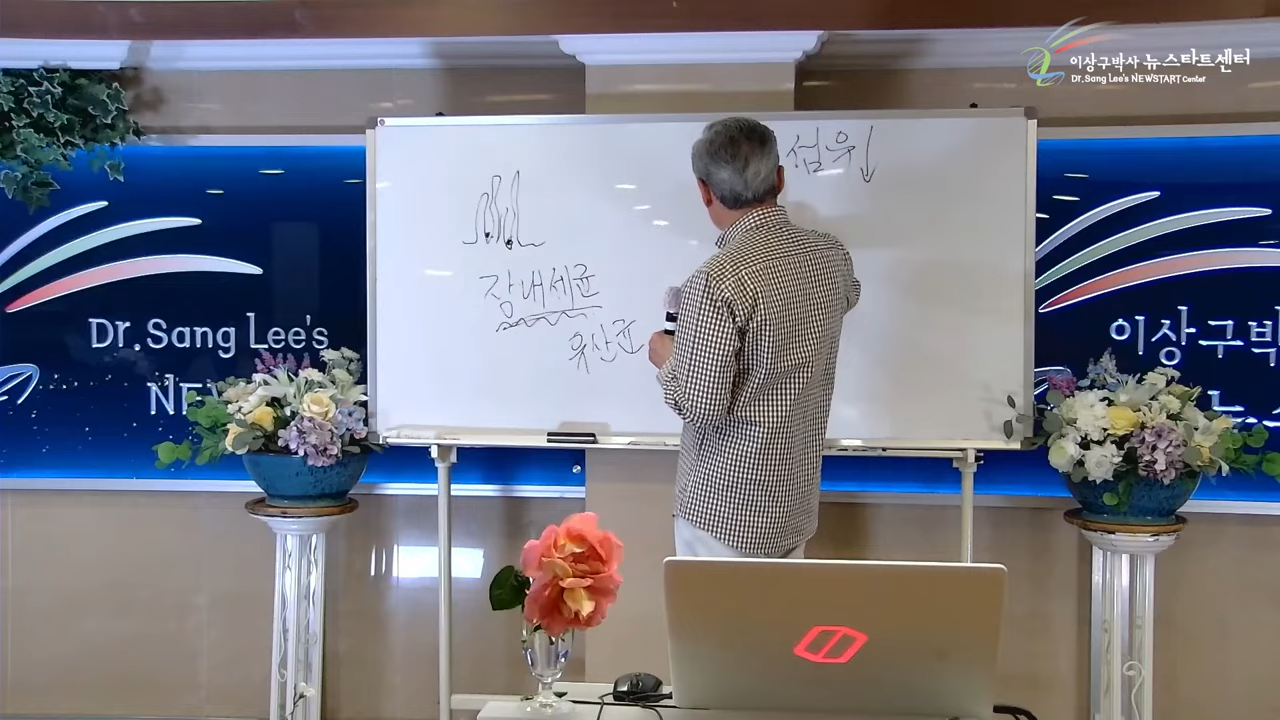 이상구박사 뉴스타트센터
Dr. Sang Lee's NEWSTART Center
섬유↓
장내세균
유산균
Dr. Sang Lee's
이상구박